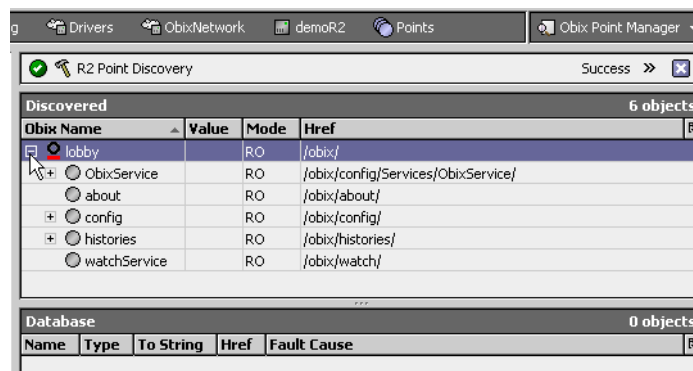 g Drivers ObixNetwork demoR2 Points Obix Point Manager
R2 Point Discovery Success »
Discovered 6 objects
Obix Name Value Mode Href
lobby RO /obix/
ObixService RO /obix/config/Services/ObixService/
about RO /obix/about/
config RO /obix/config/
histories RO /obix/histories/
watchService RO /obix/watch/
Database 0 objects
Name Type To String Href Fault Cause